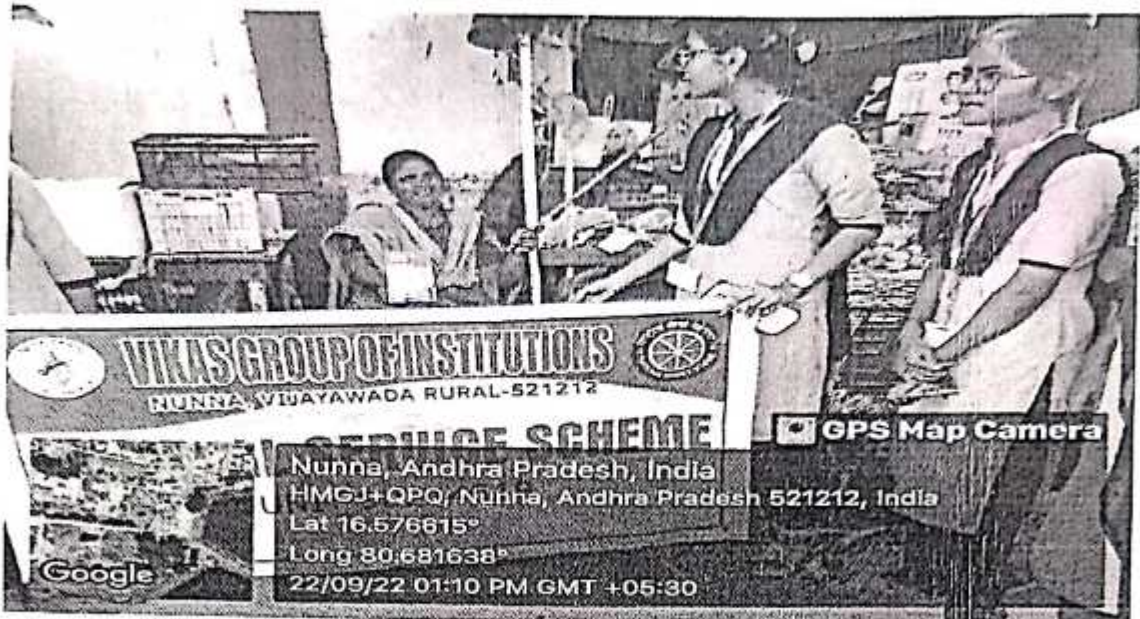 VIKAS GROUP OF INSTITUTIONS
NUNNA, VIJAYAWADA RURAL-521212
SERVICE SCHEME
GPS Map Camera
Nunna, Andhra Pradesh, India
HMGJ+QPQ, Nunna, Andhra Pradesh 521212, India
Lat 16.576615°
Long 80.681638°
22/09/22 01:10 PM GMT +05:30
Google